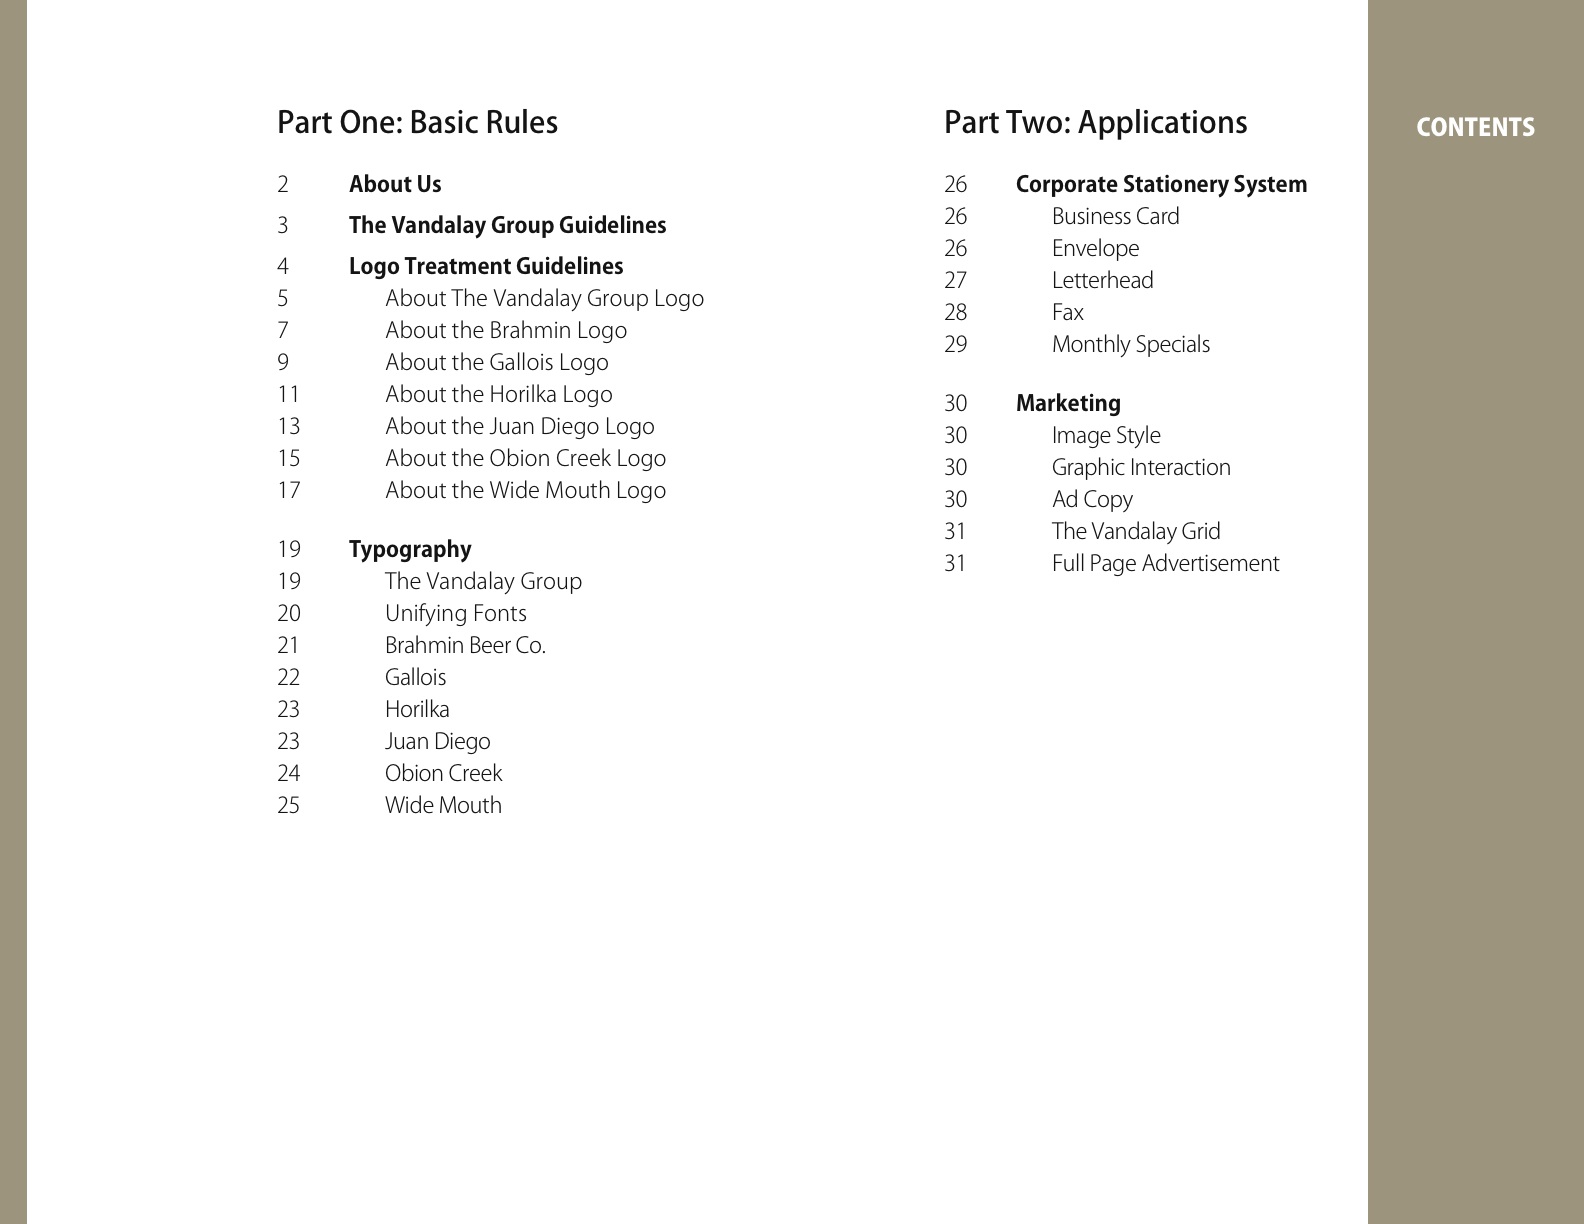 Part One: Basic Rules
2 About Us
3 The Vandalay Group Guidelines
4 Logo Treatment Guidelines
5 About The Vandalay Group Logo
7 About the Brahmin Logo
9 About the Gallois Logo
11 About the Horilka Logo
13 About the Juan Diego Logo
15 About the Obion Creek Logo
17 About the Wide Mouth Logo
19 Typography
19 The Vandalay Group
20 Unifying Fonts
21 Brahmin Beer Co.
22 Gallois
23 Horilka
23 Juan Diego
24 Obion Creek
25 Wide Mouth
Part Two: Applications
26 Corporate Stationery System
26 Business Card
26 Envelope
27 Letterhead
28 Fax
29 Monthly Specials
30 Marketing
30 Image Style
30 Graphic Interaction
30 Ad Copy
31 The Vandalay Grid
31 Full Page Advertisement
CONTENTS